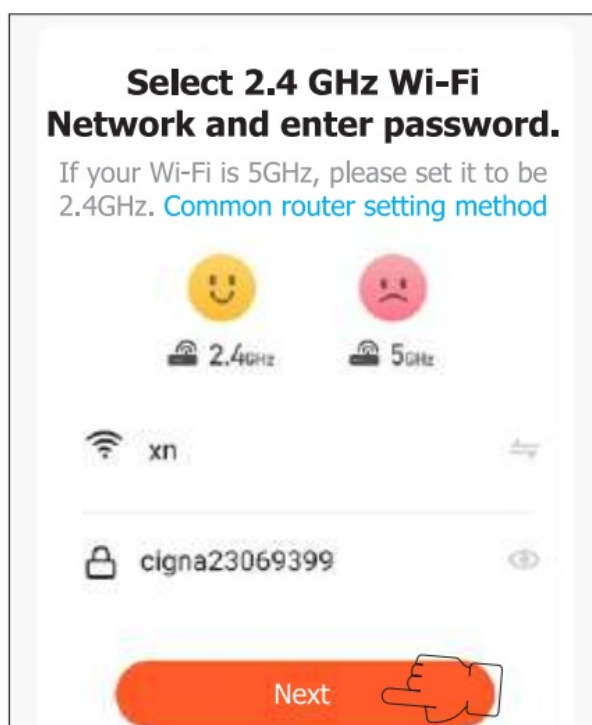 Select 2.4 GHz Wi-Fi
Network and enter password.
If your Wi-Fi is 5GHz, please set it to be
2.4GHz. Common router setting method
2.4GHz 5GHz
xn
cigna23069399
Next